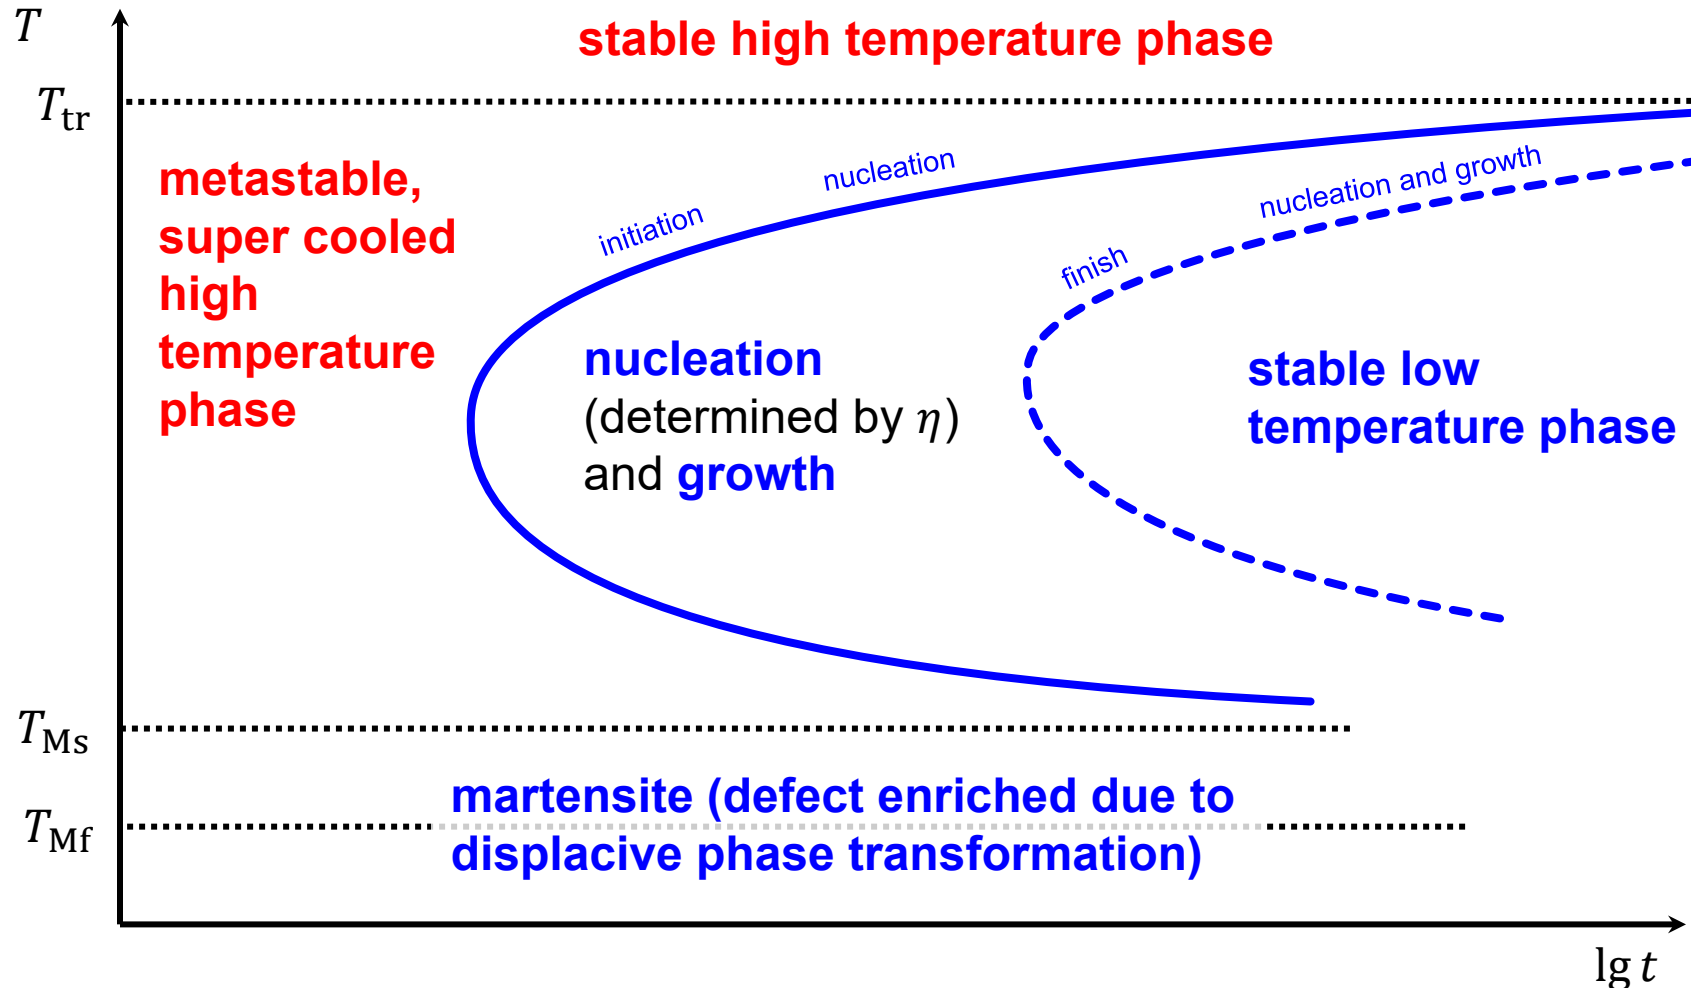 T
stable high temperature phase
T_tr
metastable,
super cooled
high
temperature
phase
initiation
nucleation
finish
nucleation and growth
nucleation
(determined by η)
and growth
stable low
temperature phase
T_Ms
martensite (defect enriched due to
displacive phase transformation)
T_Mf
lg t